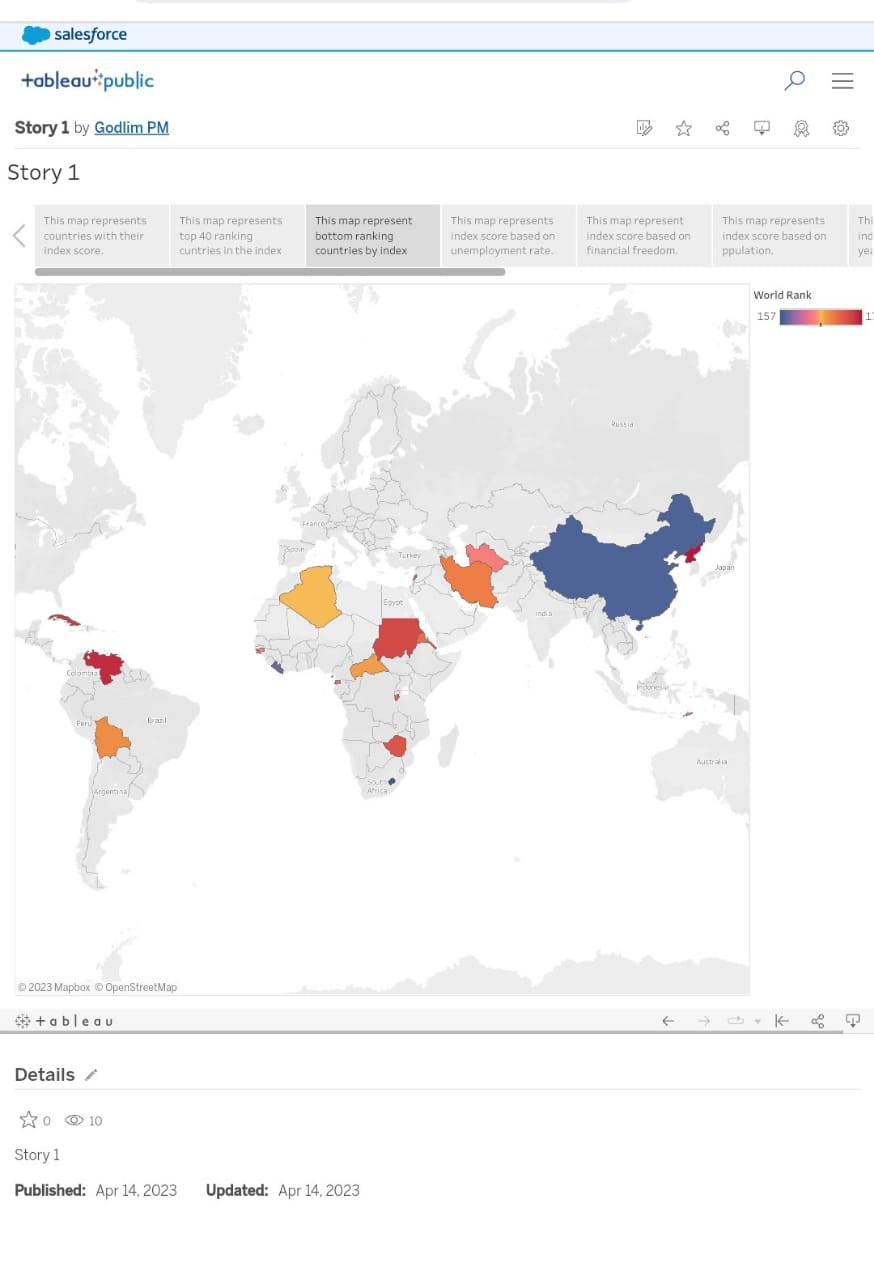 salesforce
+ableau public
Story 1 by Godlim PM
Story 1
This map represents
countries with their
index score.
This map represents
top 40 ranking
cuntries in the index
This map represent
bottom ranking
countries by index
This map represents
index score based on
unemployment rate.
This map represent
index score based on
financial freedom.
This map represents
index score based on
ppulation.
World Rank
157
Russia
France
Spain
Turkey
Japan
Egypt
India
Colombia
Indonesia
Peru
Brazil
Australia
South
Africa
Argentina
© 2023 Mapbox © OpenStreetMap
+ a b l e a u
Details
0 10
Story 1
Published: Apr 14, 2023 Updated: Apr 14, 2023